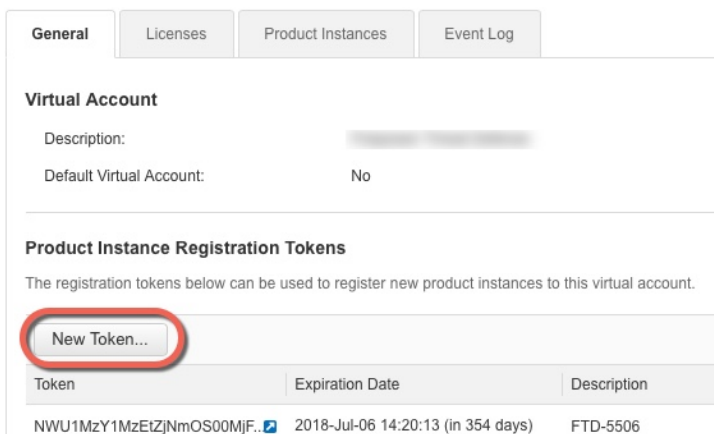 General Licenses Product Instances Event Log
Virtual Account
Description:
Default Virtual Account: No
Product Instance Registration Tokens
The registration tokens below can be used to register new product instances to this virtual account.
New Token...
Token Expiration Date Description
NWU1MzY1MzEtZjNmOS00MjF.. 2018-Jul-06 14:20:13 (in 354 days) FTD-5506